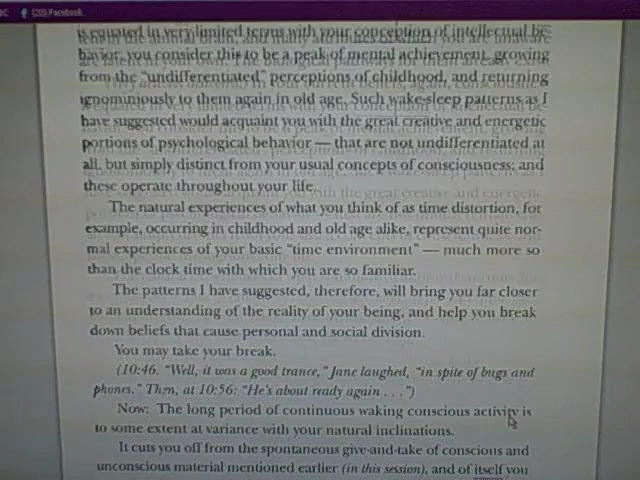 (20) Facebook
is equated in very limited terms with your conception of intellectual be-
havior, you consider this to be a peak of mental achievement, growing
from the "undifferentiated" perceptions of childhood, and returning
ignominiously to them again in old age. Such wake-sleep patterns as I
have suggested would acquaint you with the great creative and energetic
portions of psychological behavior — that are not undifferentiated at
all, but simply distinct from your usual concepts of consciousness; and
these operate throughout your life.
The natural experiences of what you think of as time distortion, for
example, occurring in childhood and old age alike, represent quite nor-
mal experiences of your basic "time environment" — much more so
than the clock time with which you are so familiar.
The patterns I have suggested, therefore, will bring you far closer
to an understanding of the reality of your being, and help you break
down beliefs that cause personal and social division.
You may take your break.
(10:46. "Well, it was a good trance," Jane laughed, "in spite of bugs and
phones." Then, at 10:56: "He's about ready again . . .")
Now: The long period of continuous waking conscious activity is
to some extent at variance with your natural inclinations.
It cuts you off from the spontaneous give-and-take of conscious and
unconscious material mentioned earlier (in this session), and of itself you